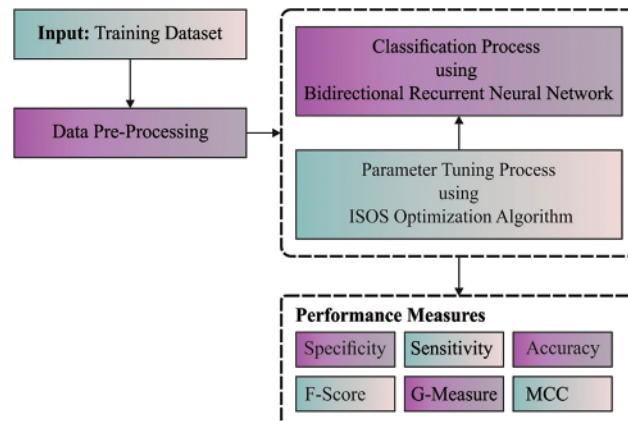 Input: Training Dataset
Data Pre-Processing
Classification Process
using
Bidirectional Recurrent Neural Network
Parameter Tuning Process
using
ISOS Optimization Algorithm
Performance Measures
Specificity
Sensitivity
Accuracy
F-Score
G-Measure
MCC